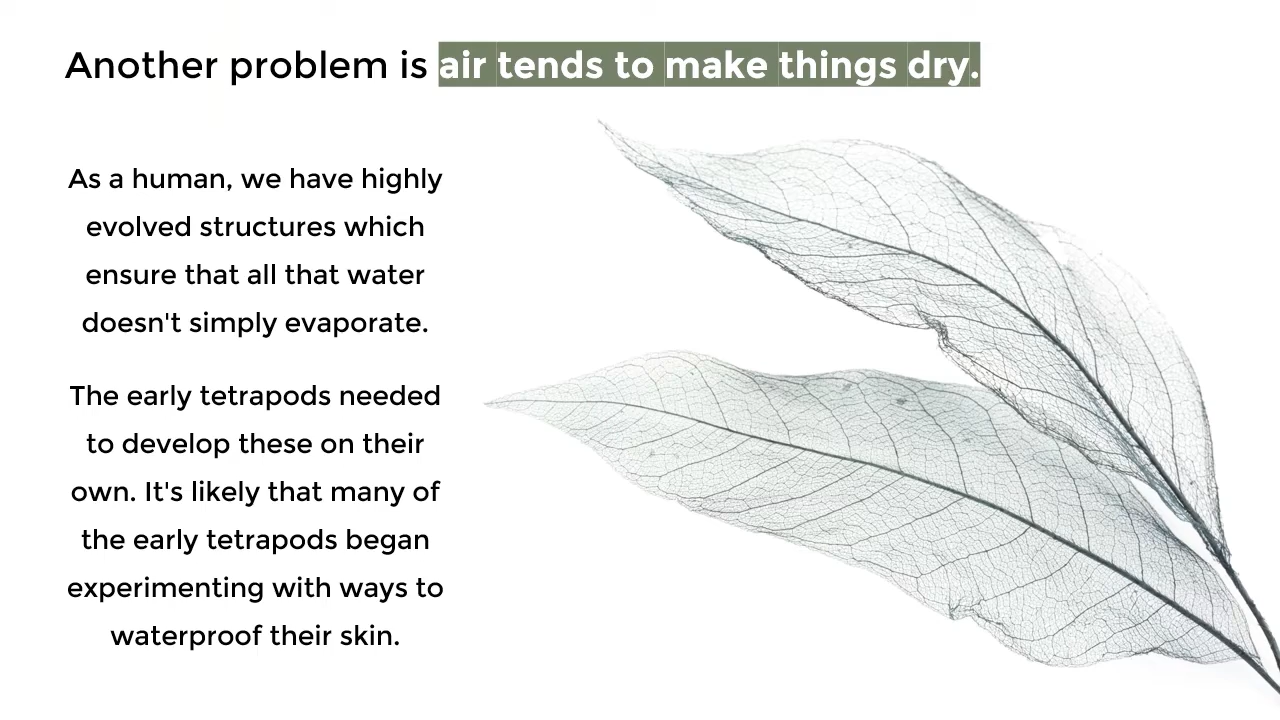 Another problem is air tends to make things dry.
As a human, we have highly
evolved structures which
ensure that all that water
doesn't simply evaporate.
The early tetrapods needed
to develop these on their
own. It's likely that many of
the early tetrapods began
experimenting with ways to
waterproof their skin.